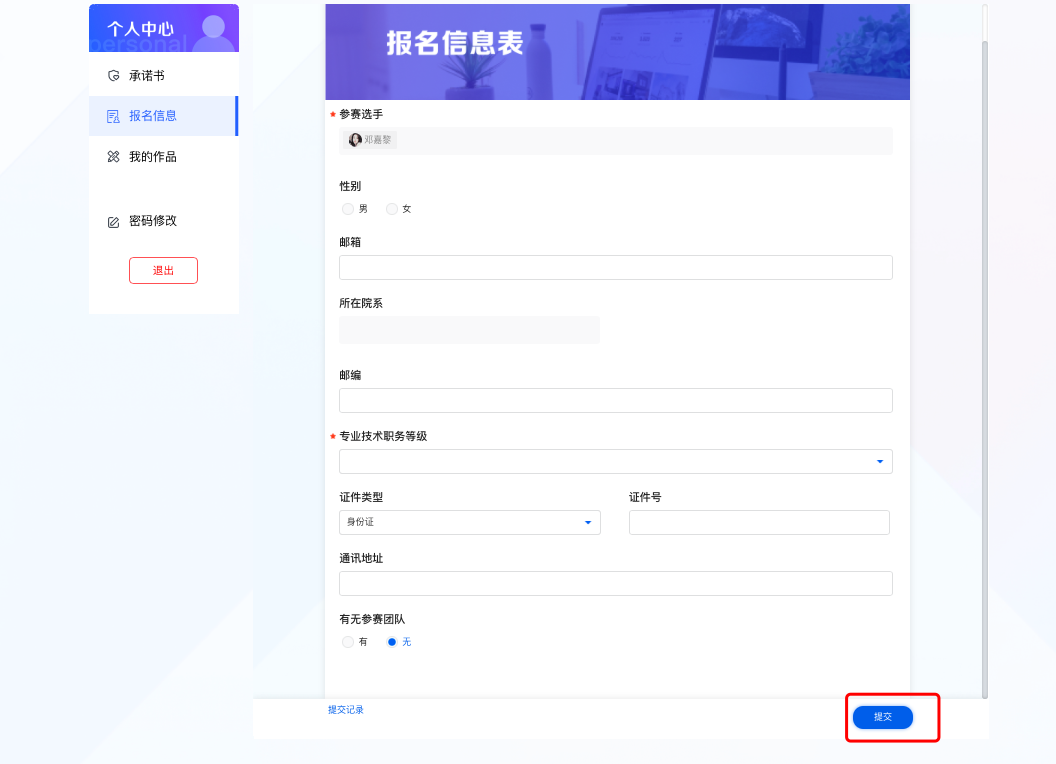 个人中心
personal
承诺书
报名信息
我的作品
密码修改
退出
报名信息表
* 参赛选手
邓嘉黎
性别
男 女
邮箱
所在院系
邮编
* 专业技术职务等级
证件类型 证件号
身份证
通讯地址
有无参赛团队
有 无
提交记录 提交